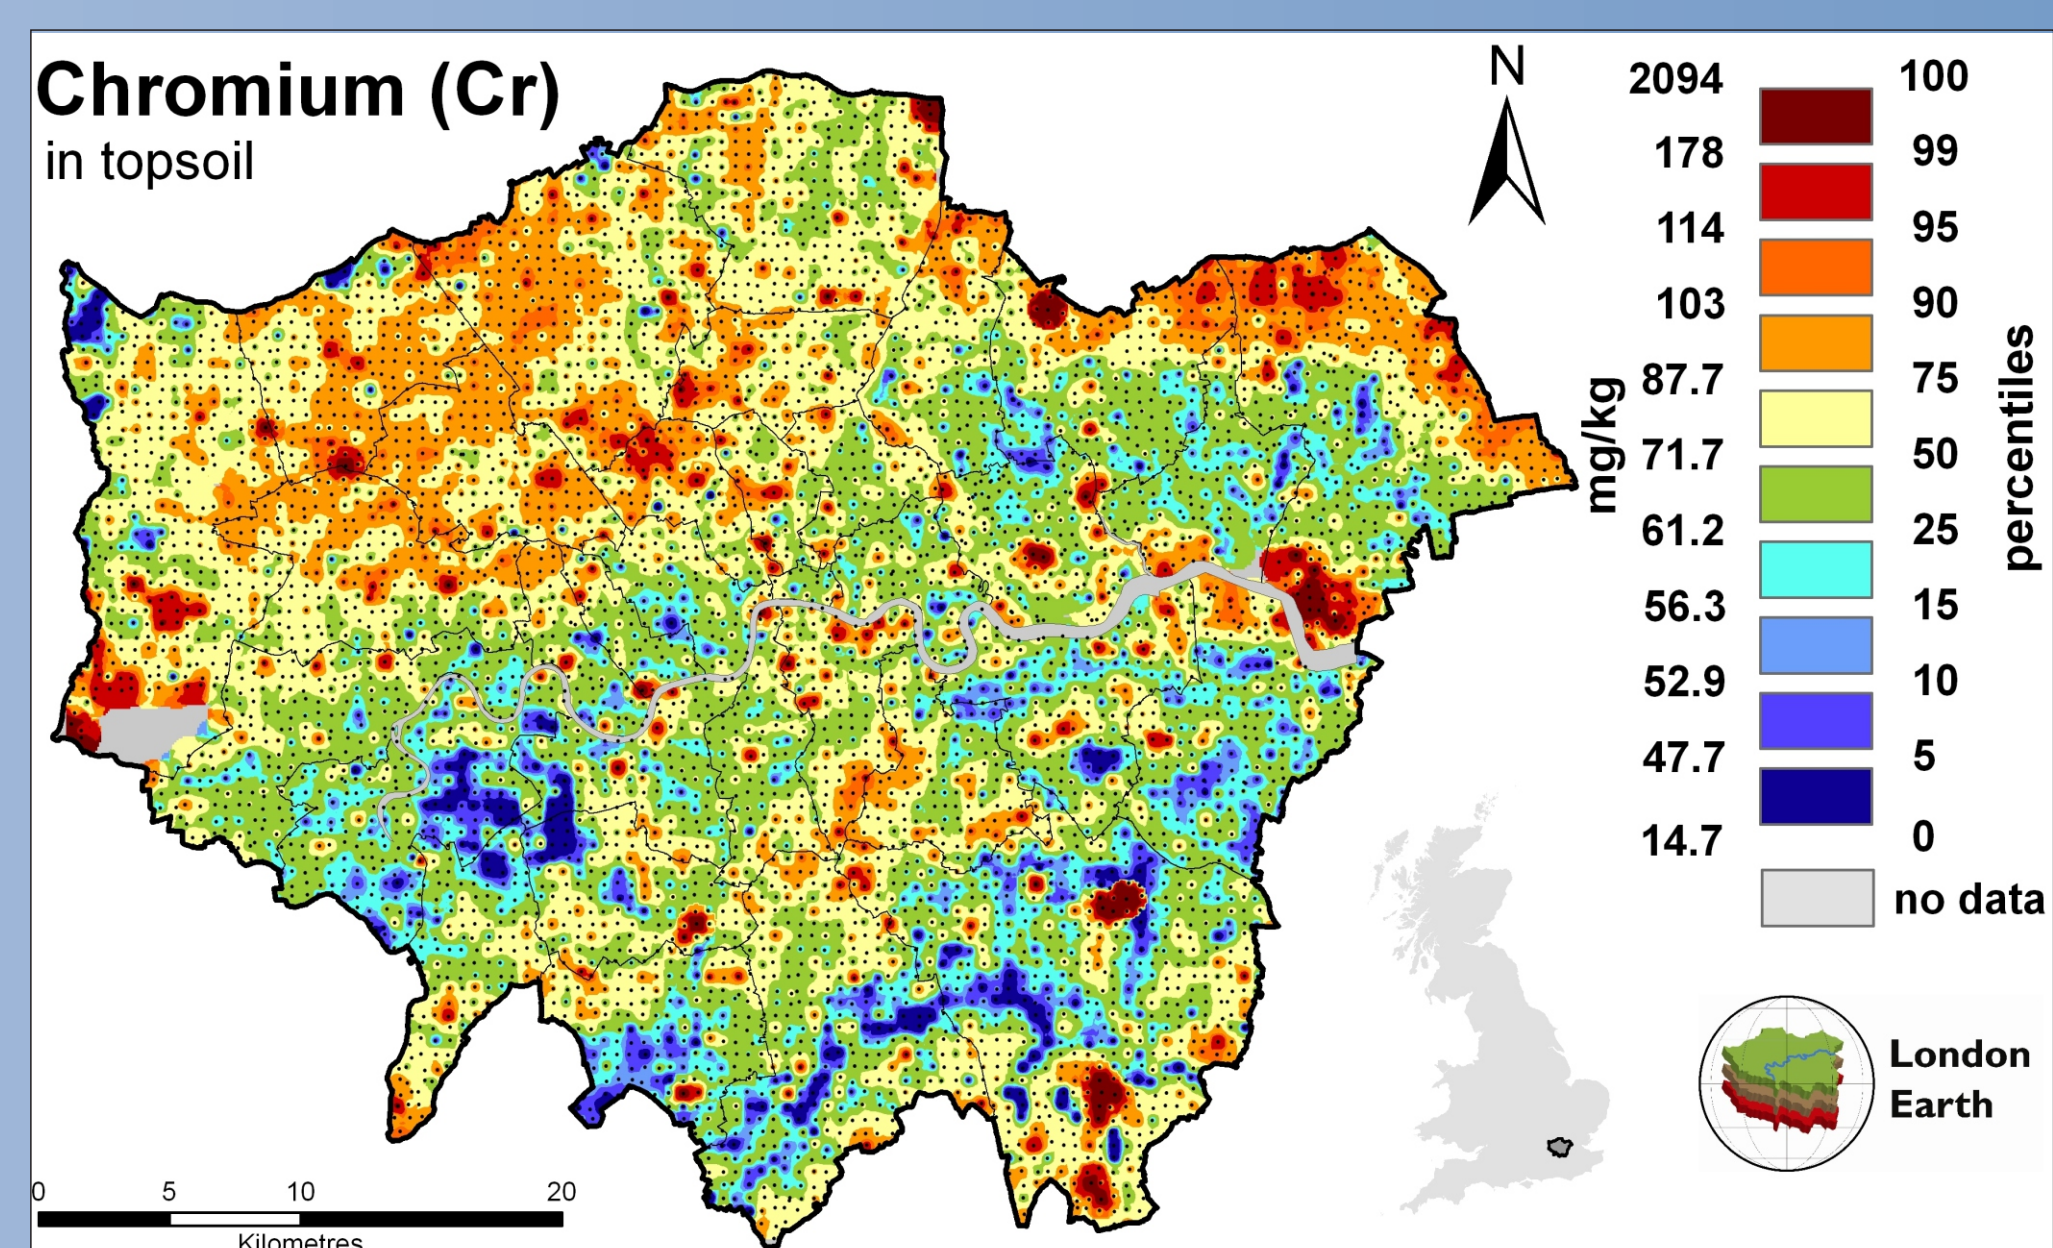 Chromium (Cr)
in topsoil
N
2094
178
114
103
87.7
71.7
61.2
56.3
52.9
47.7
14.7
mg/kg
100
99
95
90
75
50
25
15
10
5
0
percentiles
no data
London
Earth
0 5 10 20
Kilometres